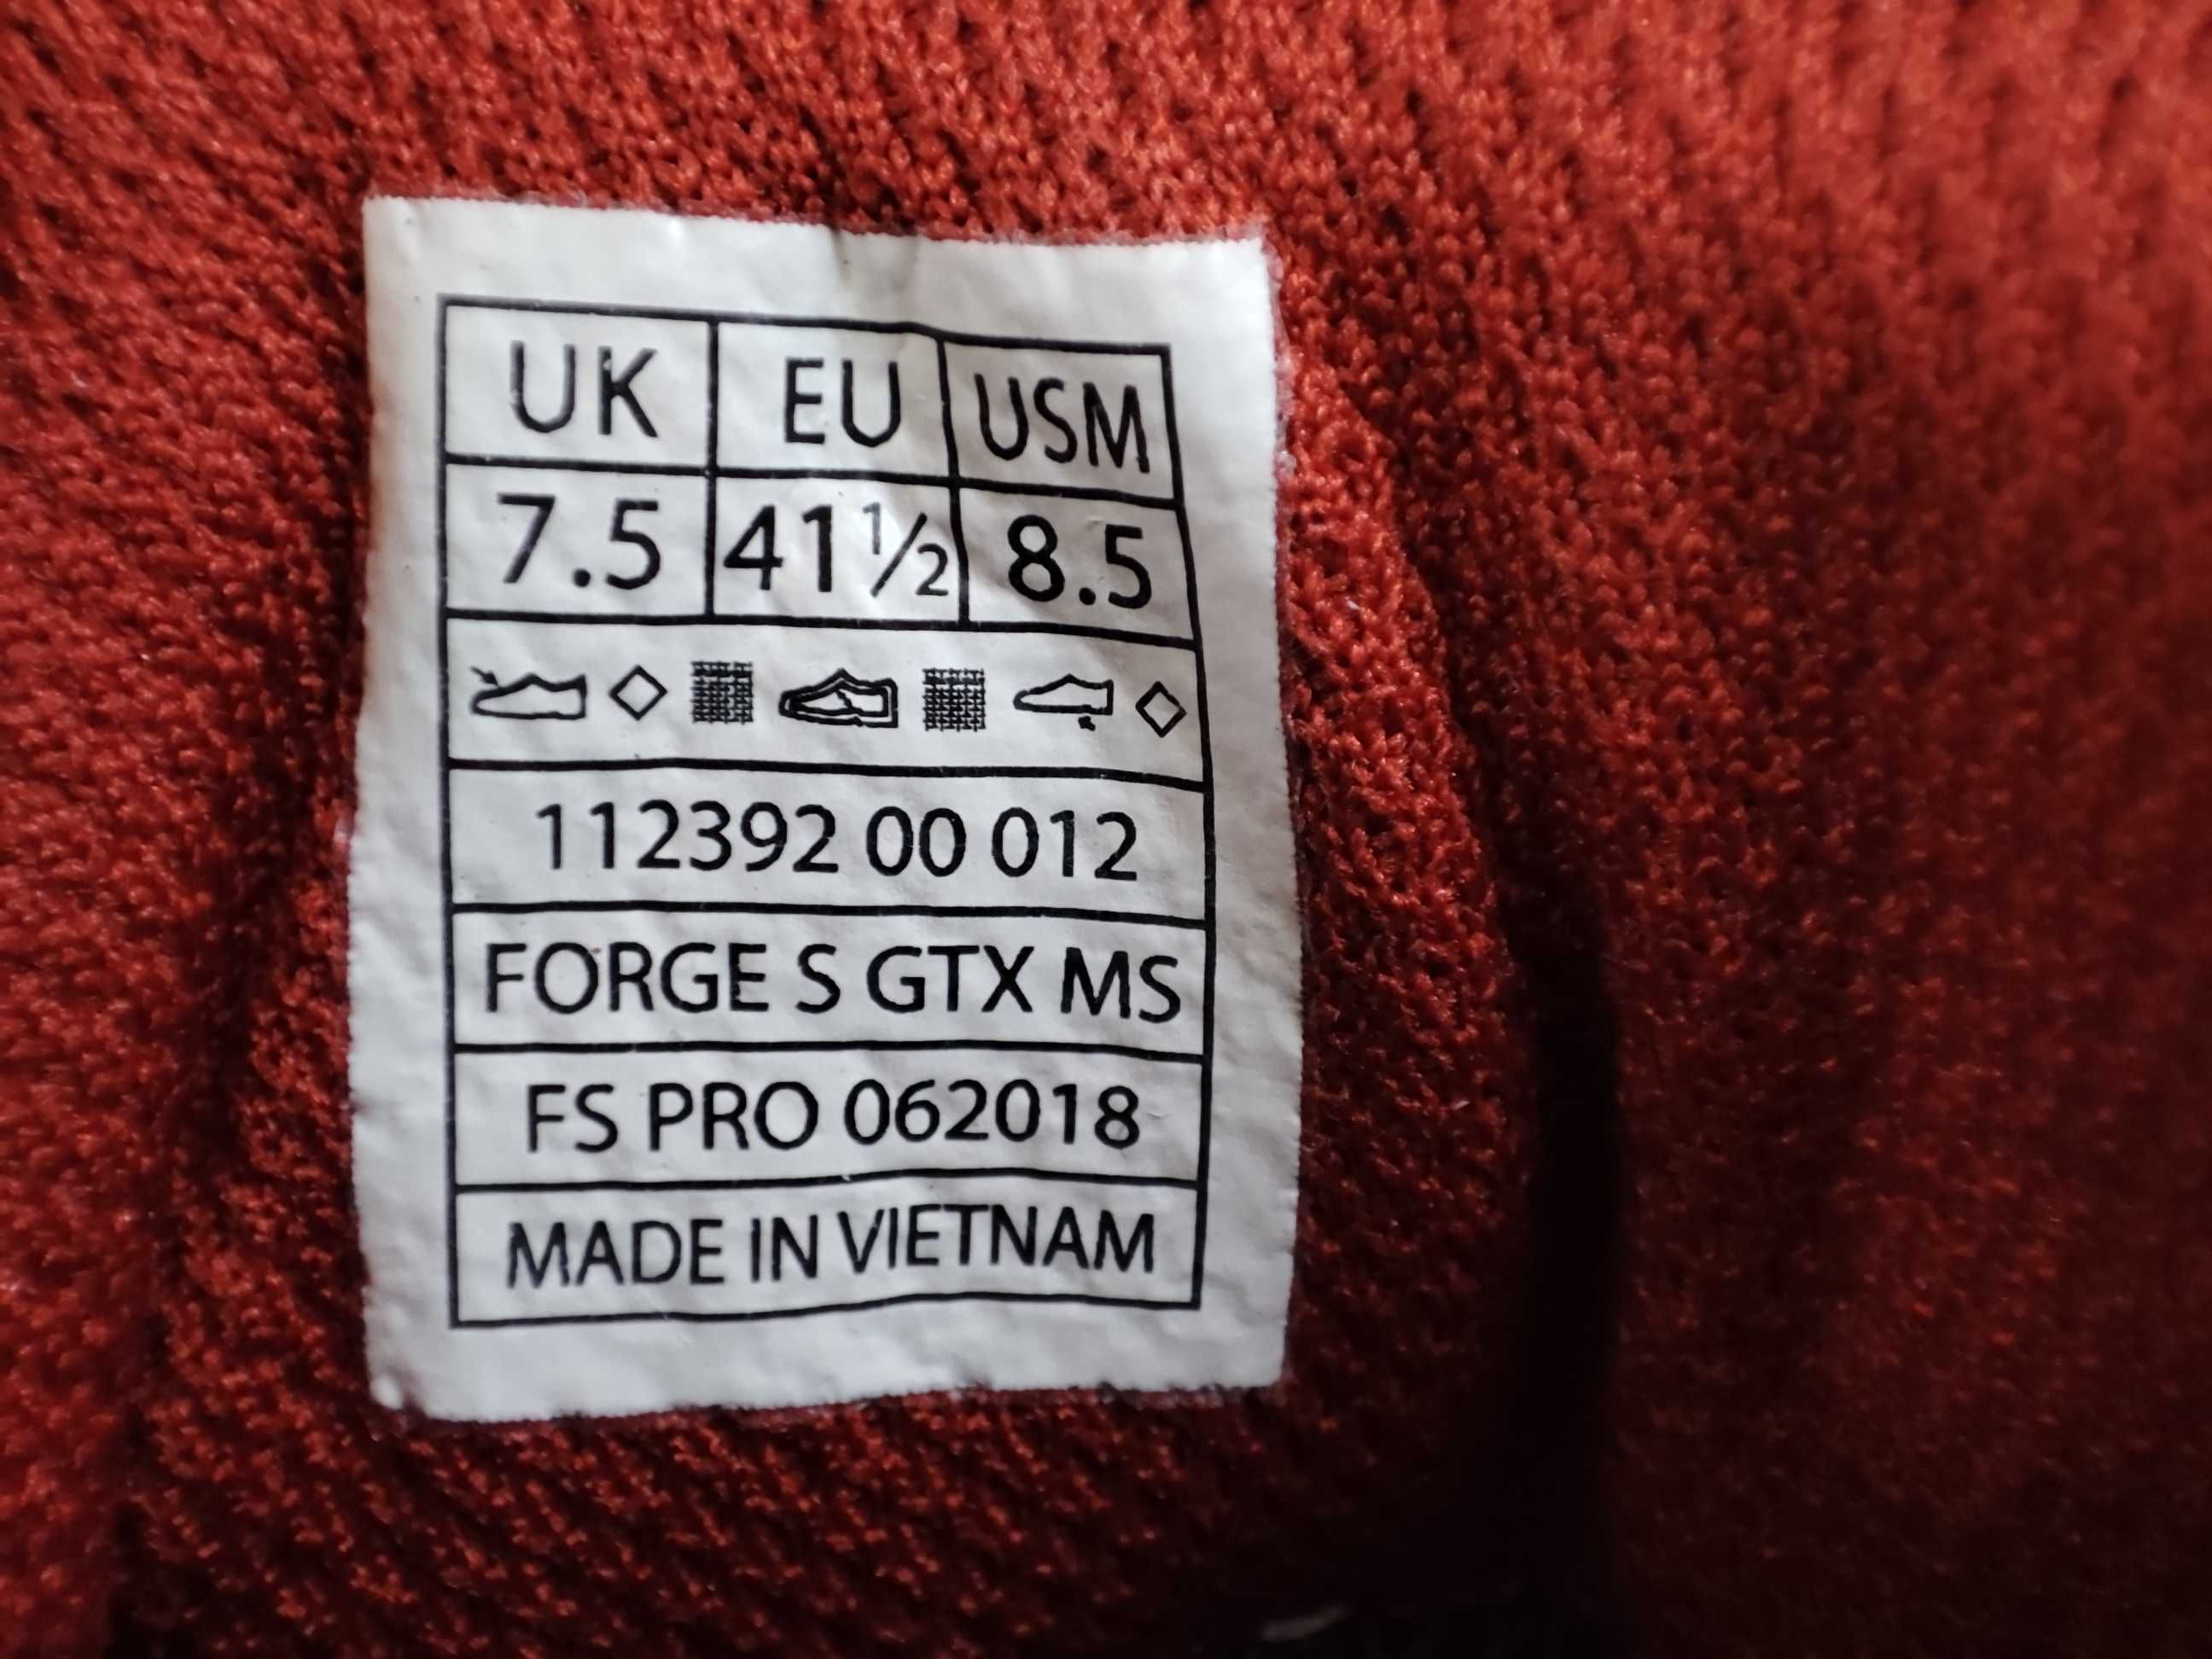 UK EU USM
7.5 41½ 8.5
112392 00 012
FORGE S GTX MS
FS PRO 062018
MADE IN VIETNAM